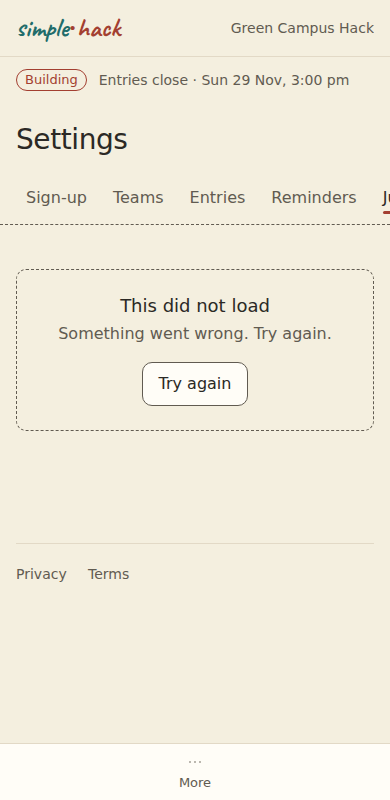 simple·hack
Green Campus Hack
Building
Entries close · Sun 29 Nov, 3:00 pm
Settings
Sign-up
Teams
Entries
Reminders
This did not load
Something went wrong. Try again.
Try again
Privacy
Terms
...
More